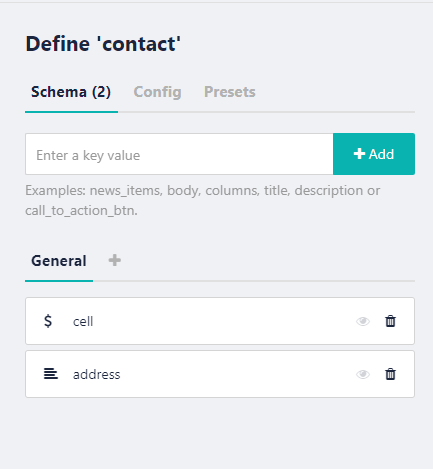 Define 'contact'
Schema (2) Config Presets
Enter a key value
+ Add
Examples: news_items, body, columns, title, description or
call_to_action_btn.
General +
$ cell
address